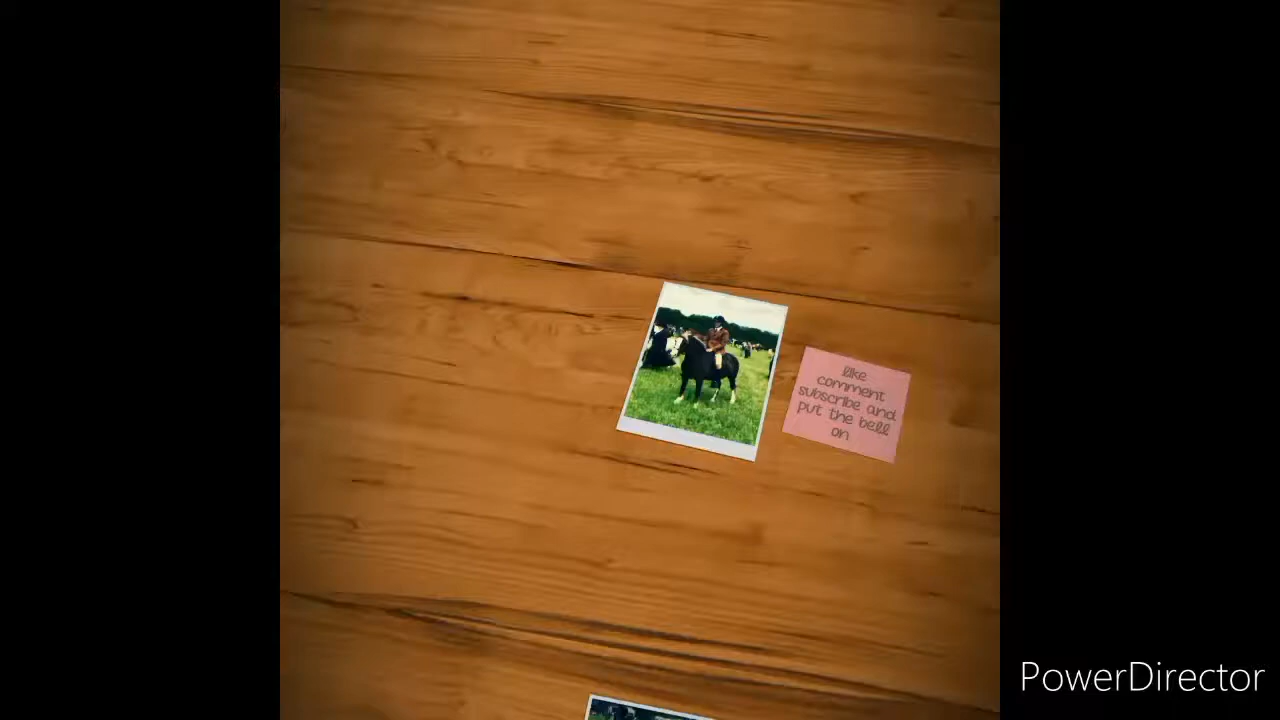 like
comment
subscribe and
put the bell
on
PowerDirector